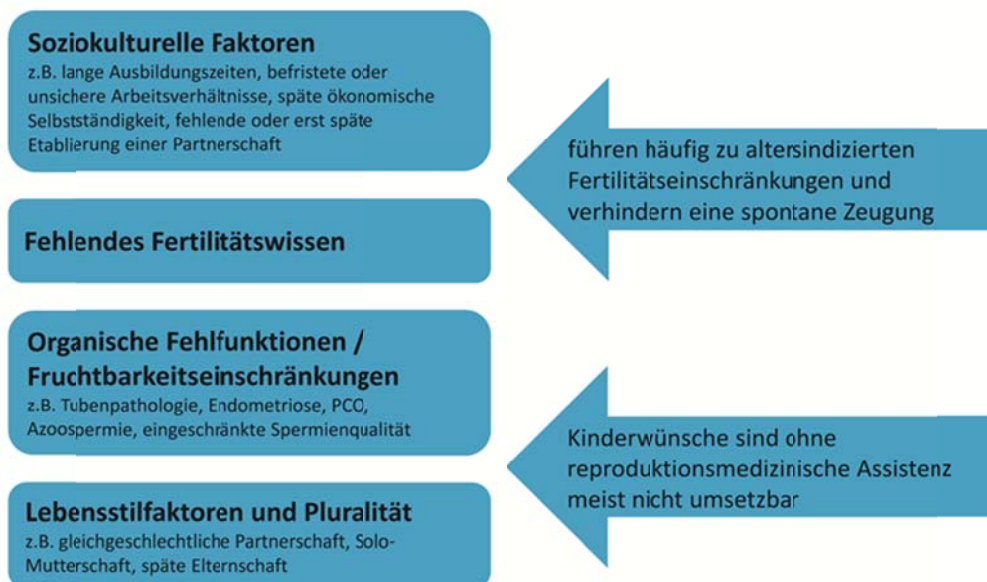 Soziokulturelle Faktoren
z.B. lange Ausbildungszeiten, befristete oder
unsichere Arbeitsverhältnisse, späte ökonomische
Selbstständigkeit, fehlende oder erst späte
Etablierung einer Partnerschaft
führen häufig zu altersindizierten
Fertilitätseinschränkungen und
verhindern eine spontane Zeugung
Fehlendes Fertilitätswissen
Organische Fehlfunktionen /
Fruchtbarkeitseinschränkungen
z.B. Tubenpathologie, Endometriose, PCO,
Azoospermie, eingeschränkte Spermienqualität
Kinderwünsche sind ohne
reproduktionsmedizinische Assistenz
meist nicht umsetzbar
Lebensstilfaktoren und Pluralität
z.B. gleichgeschlechtliche Partnerschaft, Solo-
Mutterschaft, späte Elternschaft